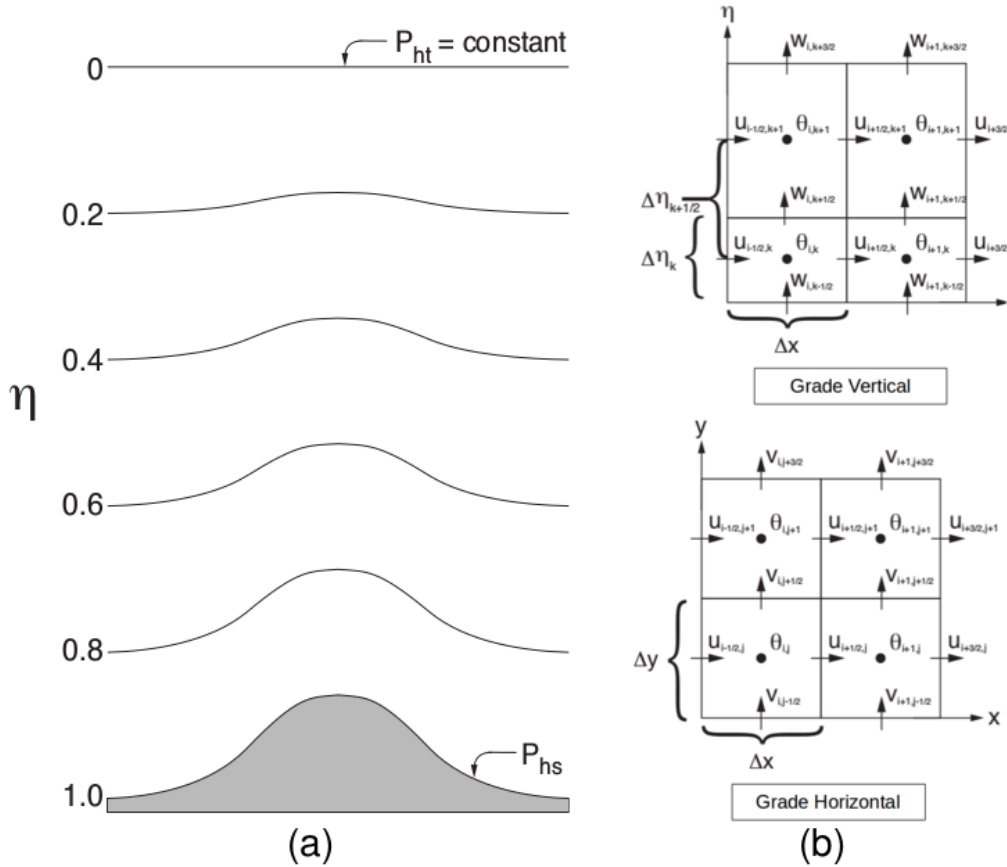 P_ht = constant
0
0.2
0.4
η
0.6
0.8
P_hs
1.0
(a)
η
w_i,k+3/2 w_i+1,k+3/2
u_i-1/2,k+1 θ_i,k+1 u_i+1/2,k+1 θ_i+1,k+1 u_i+3/2
Δη_k+1/2
w_i,k+1/2 w_i+1,k+1/2
u_i-1/2,k θ_i,k u_i+1/2,k θ_i+1,k u_i+3/2
Δη_k
w_i,k-1/2 w_i+1,k-1/2
Δx
Grade Vertical
y
v_i,j+3/2 v_i+1,j+3/2
u_i-1/2,j+1 θ_i,j+1 u_i+1/2,j+1 θ_i+1,j+1 u_i+3/2,j+1
v_i,j+1/2 v_i+1,j+1/2
Δy
u_i-1/2,j θ_i,j u_i+1/2,j θ_i+1,j u_i+3/2,j
v_i,j-1/2 v_i+1,j-1/2
x
Δx
Grade Horizontal
(b)